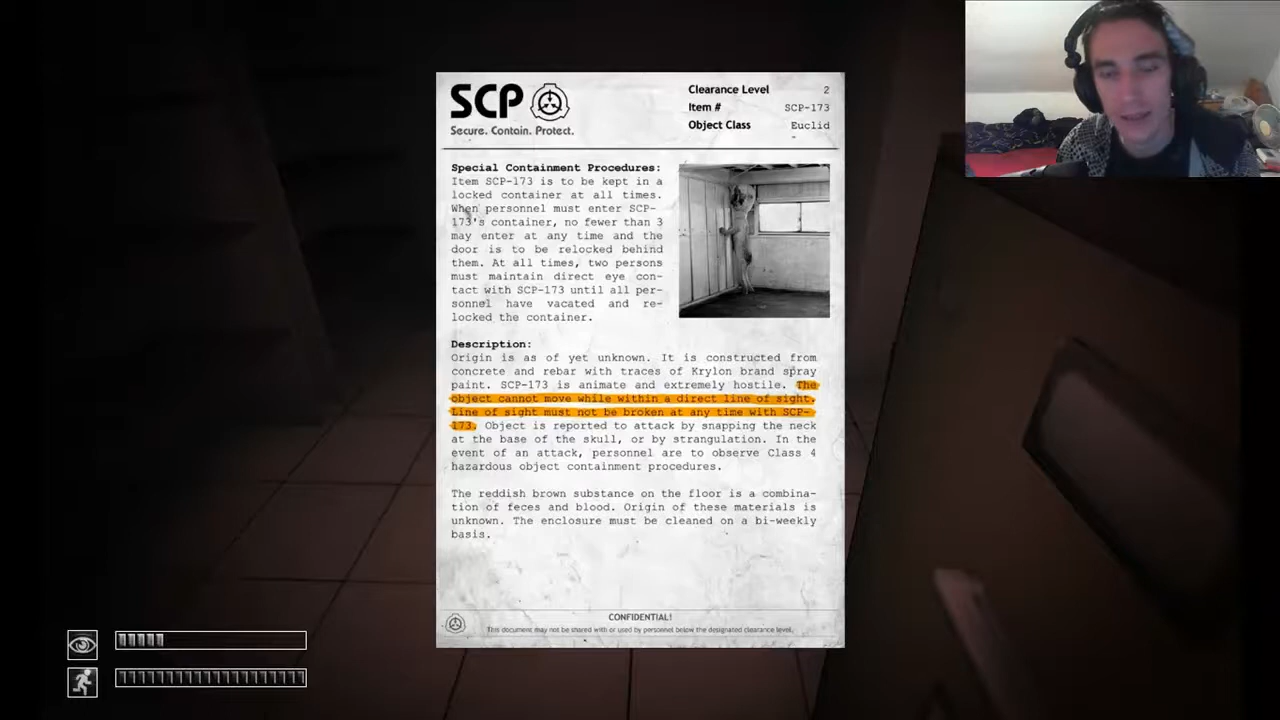 SCP
Secure. Contain. Protect.
Clearance Level 2
Item # SCP-173
Object Class Euclid
Special Containment Procedures:
Item SCP-173 is to be kept in a
locked container at all times.
When personnel must enter SCP-
173's container, no fewer than 3
may enter at any time and the
door is to be relocked behind
them. At all times, two persons
must maintain direct eye con-
tact with SCP-173 until all per-
sonnel have vacated and re-
locked the container.
Description:
Origin is as of yet unknown. It is constructed from
concrete and rebar with traces of Krylon brand spray
paint. SCP-173 is animate and extremely hostile. The
object cannot move while within a direct line of sight.
Line of sight must not be broken at any time with SCP-
173. Object is reported to attack by snapping the neck
at the base of the skull, or by strangulation. In the
event of an attack, personnel are to observe Class 4
hazardous object containment procedures.
The reddish brown substance on the floor is a combina-
tion of feces and blood. Origin of these materials is
unknown. The enclosure must be cleaned on a bi-weekly
basis.
CONFIDENTIAL!
This document may not be shared with or used by personnel below the designated clearance level.